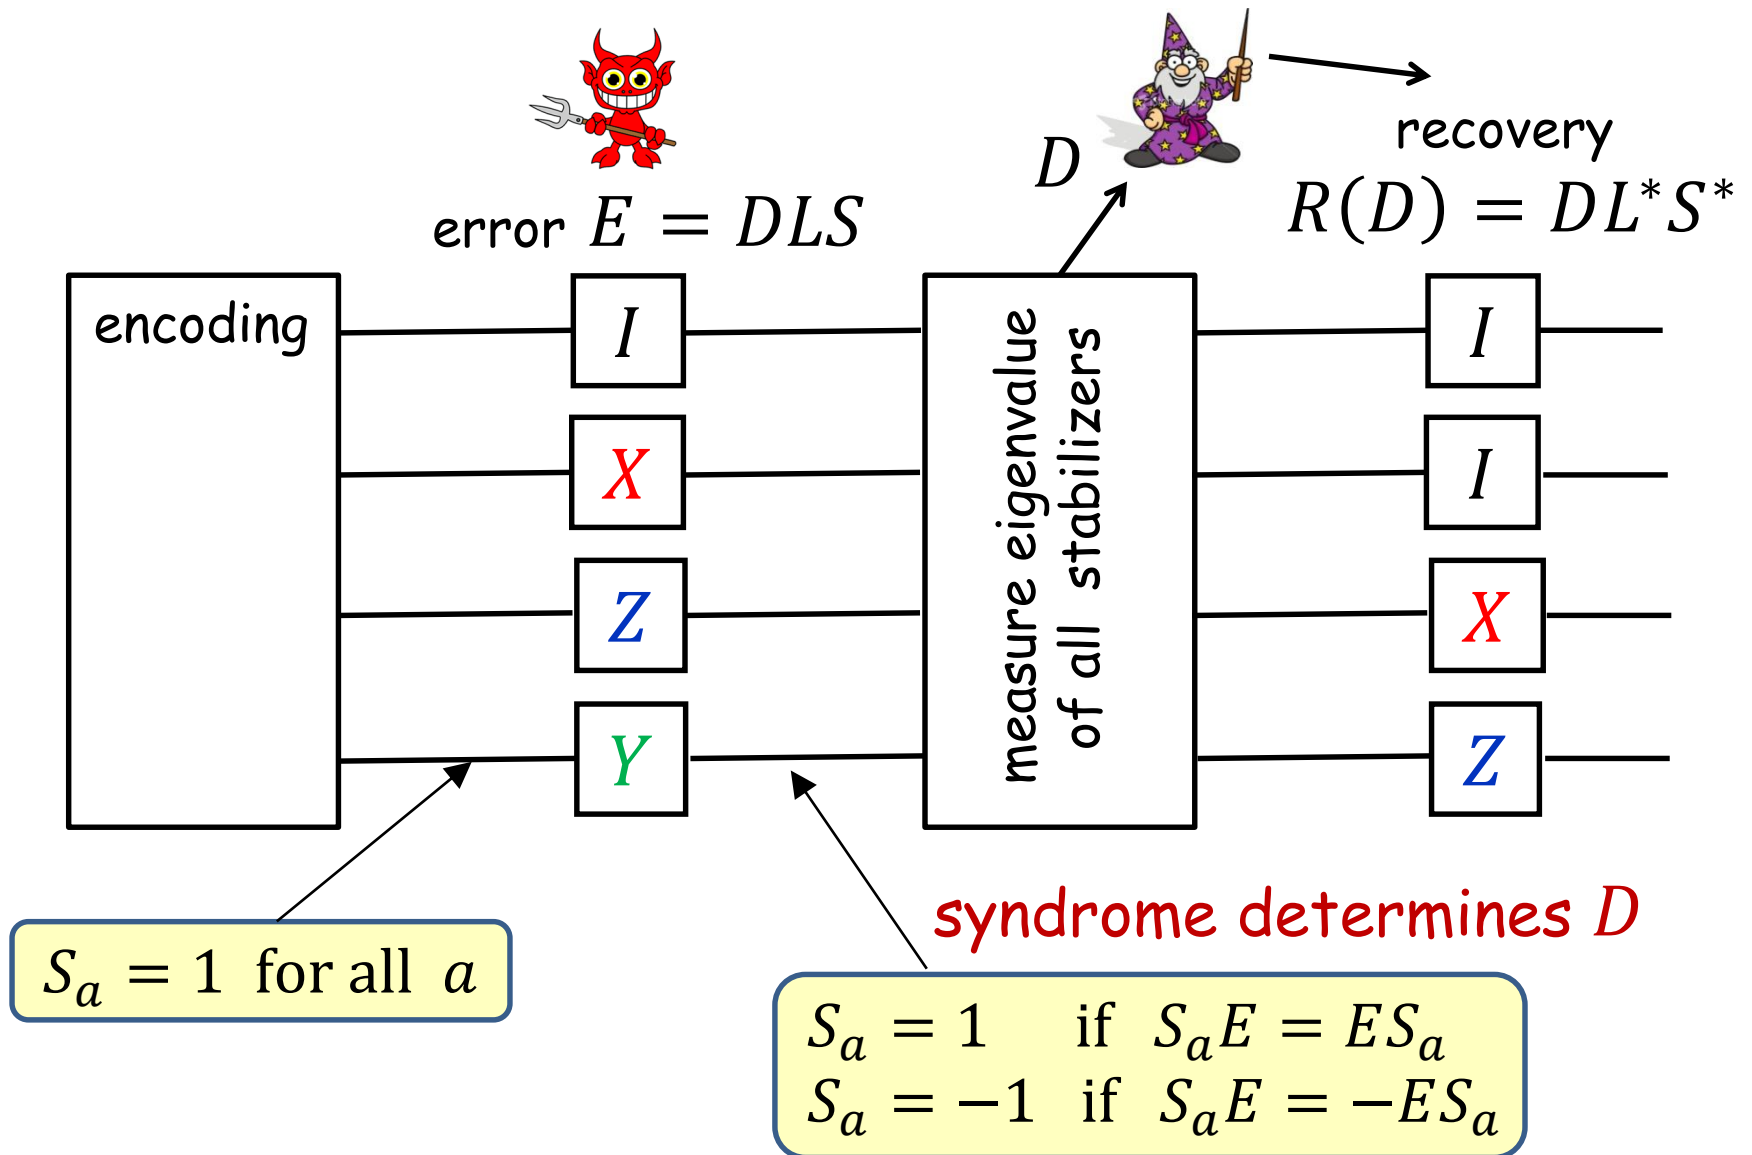 D
recovery
R(D) = DL*S*
error E = DLS
encoding
I
X
Z
Y
measure eigenvalue
of all stabilizers
I
I
X
Z
syndrome determines D
S_a = 1 for all a
S_a = 1 if S_aE = ES_a
S_a = −1 if S_aE = −ES_a